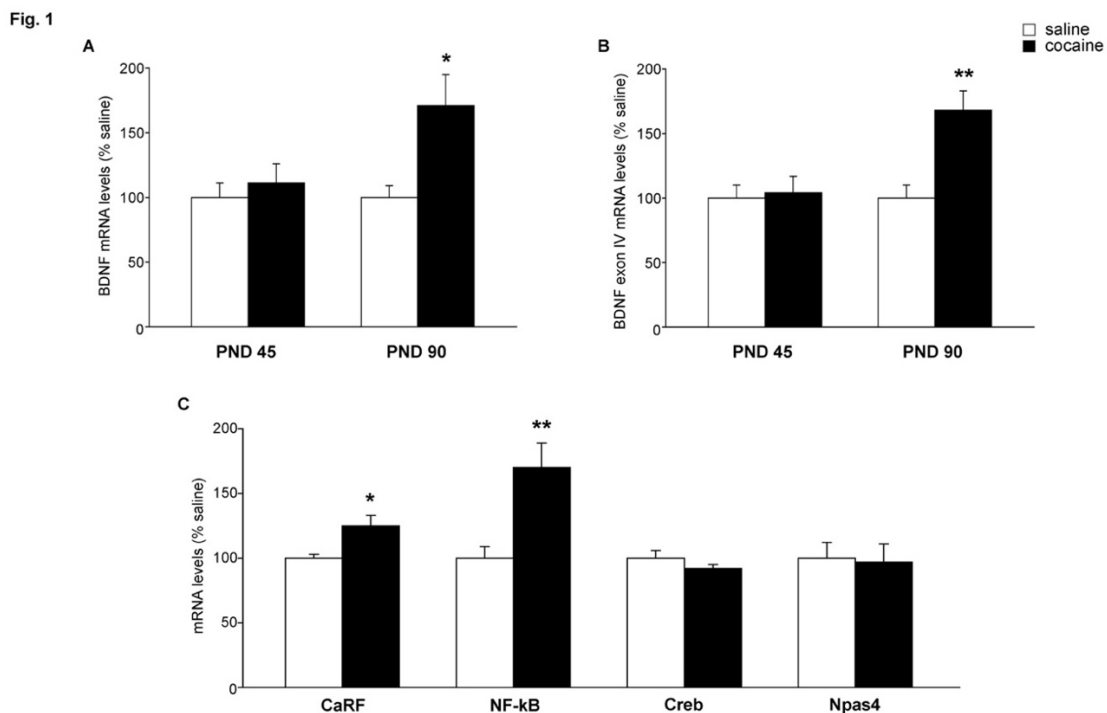 Fig. 1
saline
cocaine
A
BDNF mRNA levels (% saline)
200
150
100
50
0
*
PND 45
PND 90
B
BDNF exon IV mRNA levels (% saline)
200
150
100
50
0
**
PND 45
PND 90
C
mRNA levels (% saline)
200
150
100
50
0
*
**
CaRF
NF-kB
Creb
Npas4